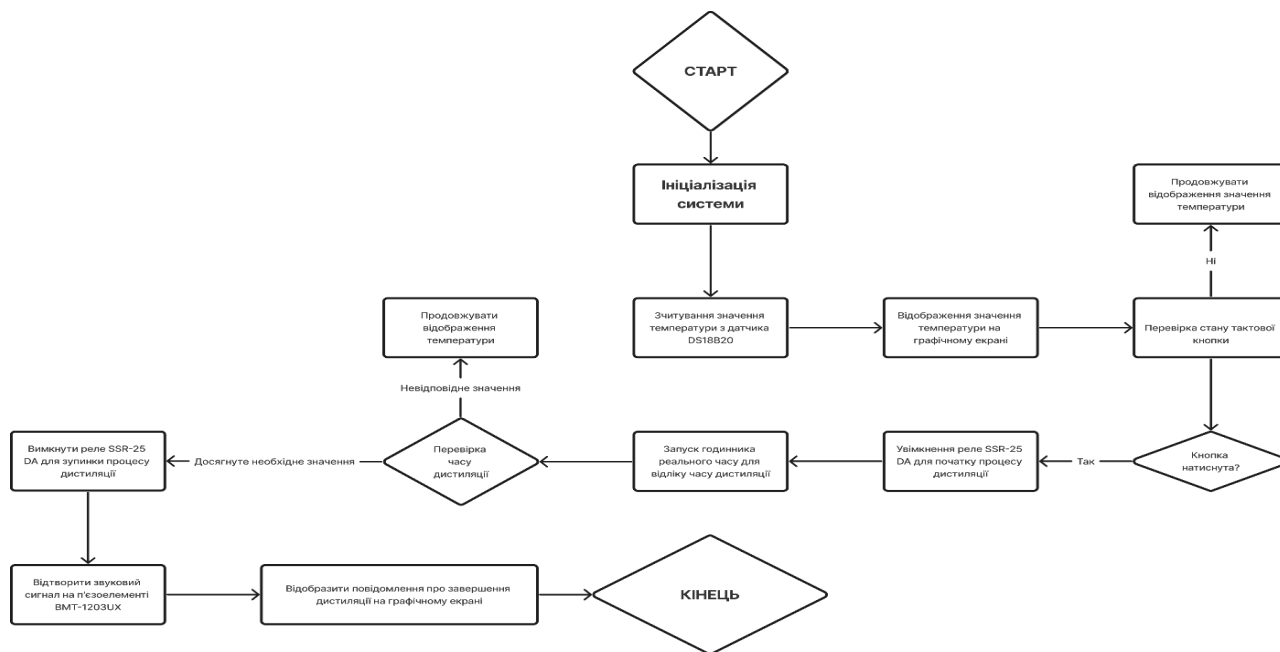 СТАРТ
Ініціалізація
системи
Продовжувати
відображення значення
температури
Ні
Зчитування значення
температури з датчика
DS18B20
Відображення значення
температури на
графічному екрані
Перевірка стану тактової
кнопки
Продовжувати
відображення
температури
Невідповідне значення
Вимкнути реле SSR-25
DA для зупинки процесу
дистиляції
Досягнуте необхідне значення
Перевірка
часу
дистиляції
Запуск годинника
реального часу для
відліку часу дистиляції
Увімкнення реле SSR-25
DA для початку процесу
дистиляції
Так
Кнопка
натиснута?
Відтворити звуковий
сигнал на п'єзоелементі
BMT-1203UX
Відобразити повідомлення про завершення
дистиляції на графічному екрані
КІНЕЦЬ